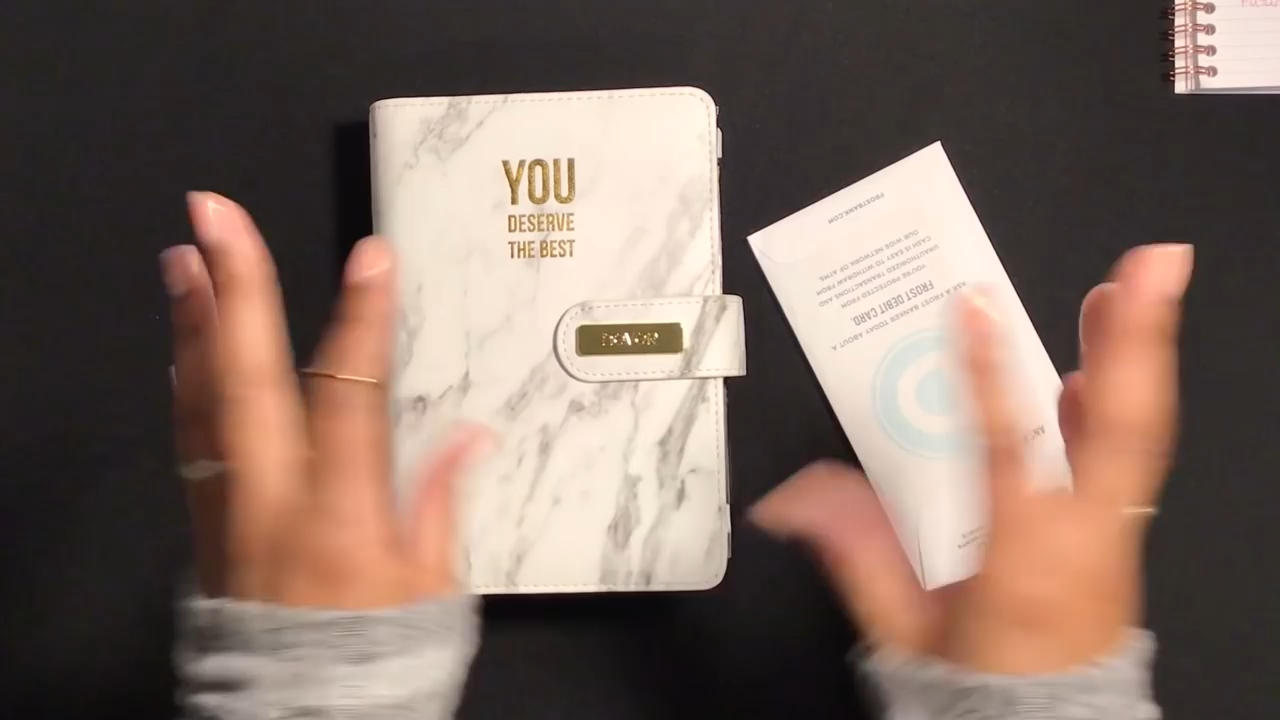 YOU
DESERVE
THE BEST
ASK A FROST BANKER TODAY ABOUT A
FROST DEBIT CARD.
YOU'RE PROTECTED FROM
UNAUTHORIZED TRANSACTIONS AND
CASH IS EASY TO WITHDRAW FROM
OUR WIDE NETWORK OF ATMS
FROSTBANK.COM